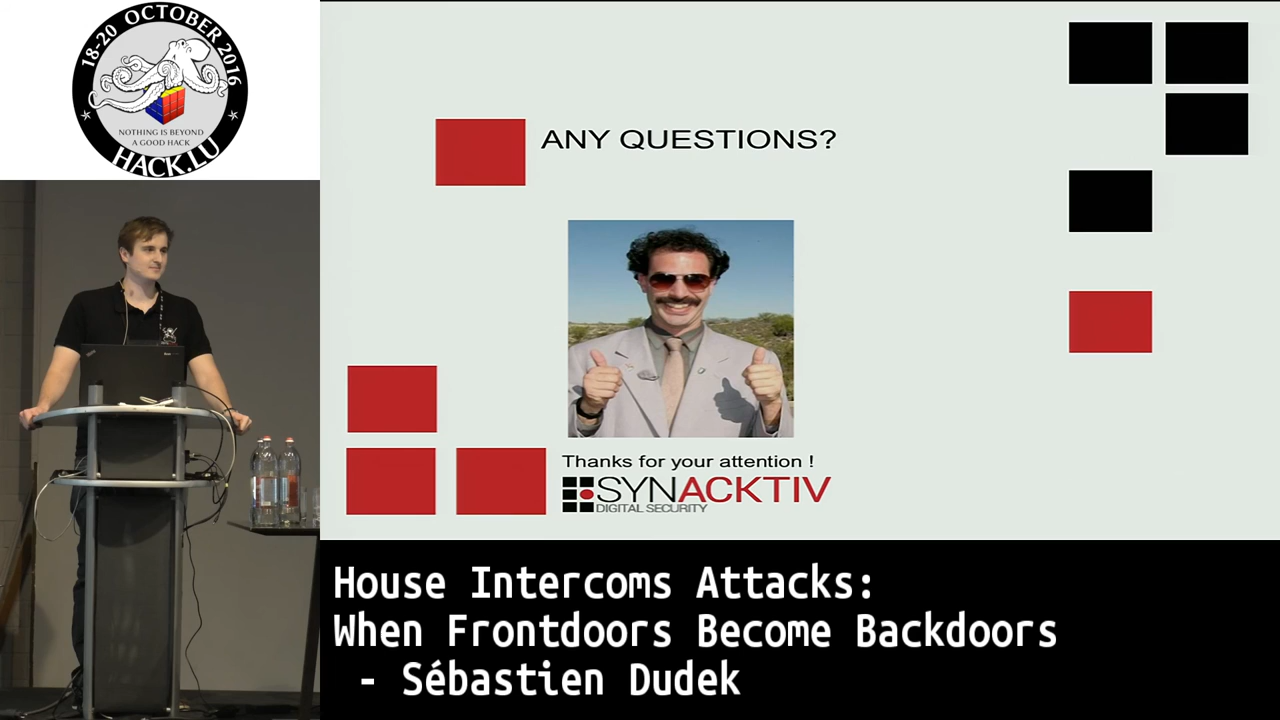 18-20 OCTOBER 2016
NOTHING IS BEYOND
A GOOD HACK
HACK.LU
ANY QUESTIONS?
Thanks for your attention !
SYNACKTIV
DIGITAL SECURITY
House Intercoms Attacks:
When Frontdoors Become Backdoors
- Sébastien Dudek